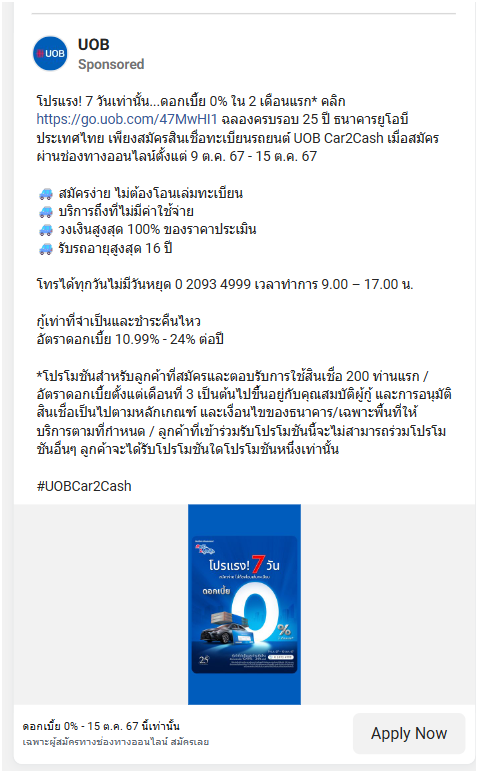 UOB
UOB
Sponsored
โปรแรง! 7 วันเท่านั้น...ดอกเบี้ย 0% ใน 2 เดือนแรก* คลิก
https://go.uob.com/47MwHI1 ฉลองครบรอบ 25 ปี ธนาคารยูโอบี
ประเทศไทย เพียงสมัครสินเชื่อทะเบียนรถยนต์ UOB Car2Cash เมื่อสมัคร
ผ่านช่องทางออนไลน์ตั้งแต่ 9 ต.ค. 67 - 15 ต.ค. 67
สมัครง่าย ไม่ต้องโอนเล่มทะเบียน
บริการถึงที่ไม่มีค่าใช้จ่าย
วงเงินสูงสุด 100% ของราคาประเมิน
รับรถอายุสูงสุด 16 ปี
โทรได้ทุกวันไม่มีวันหยุด 0 2093 4999 เวลาทำการ 9.00 – 17.00 น.
กู้เท่าที่จำเป็นและชำระคืนไหว
อัตราดอกเบี้ย 10.99% - 24% ต่อปี
*โปรโมชันสำหรับลูกค้าที่สมัครและตอบรับการใช้สินเชื่อ 200 ท่านแรก /
อัตราดอกเบี้ยตั้งแต่เดือนที่ 3 เป็นต้นไปขึ้นอยู่กับคุณสมบัติผู้กู้ และการอนุมัติ
สินเชื่อเป็นไปตามหลักเกณฑ์ และเงื่อนไขของธนาคาร/เฉพาะพื้นที่ให้
บริการตามที่กำหนด / ลูกค้าที่เข้าร่วมรับโปรโมชันนี้จะไม่สามารถร่วมโปรโม
ชันอื่นๆ ลูกค้าจะได้รับโปรโมชันใดโปรโมชันหนึ่งเท่านั้น
#UOBCar2Cash
โปรแรง! 7 วัน
ดอกเบี้ย
0%
25
ดอกเบี้ย 0% - 15 ต.ค. 67 นี้เท่านั้น
เฉพาะผู้สมัครทางช่องทางออนไลน์ สมัครเลย
Apply Now